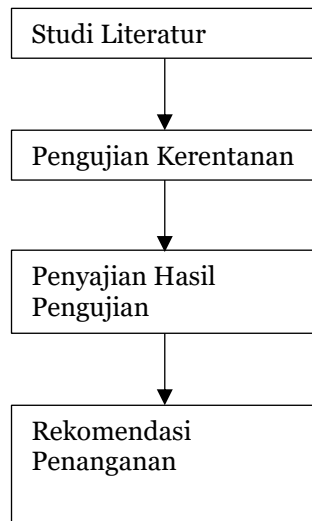 Studi Literatur
Pengujian Kerentanan
Penyajian Hasil
Pengujian
Rekomendasi
Penanganan